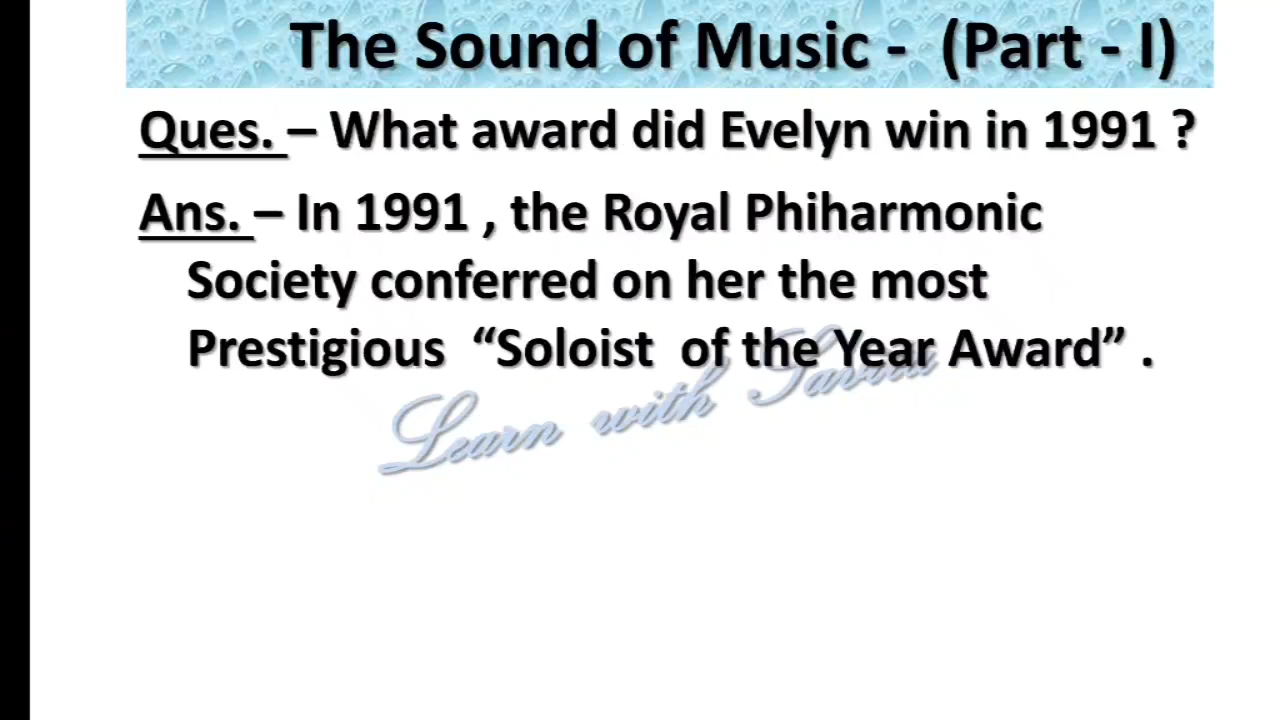 The Sound of Music - (Part - I)
Ques. – What award did Evelyn win in 1991 ?
Ans. – In 1991 , the Royal Phiharmonic
Society conferred on her the most
Prestigious “Soloist of the Year Award” .
Learn with Savita